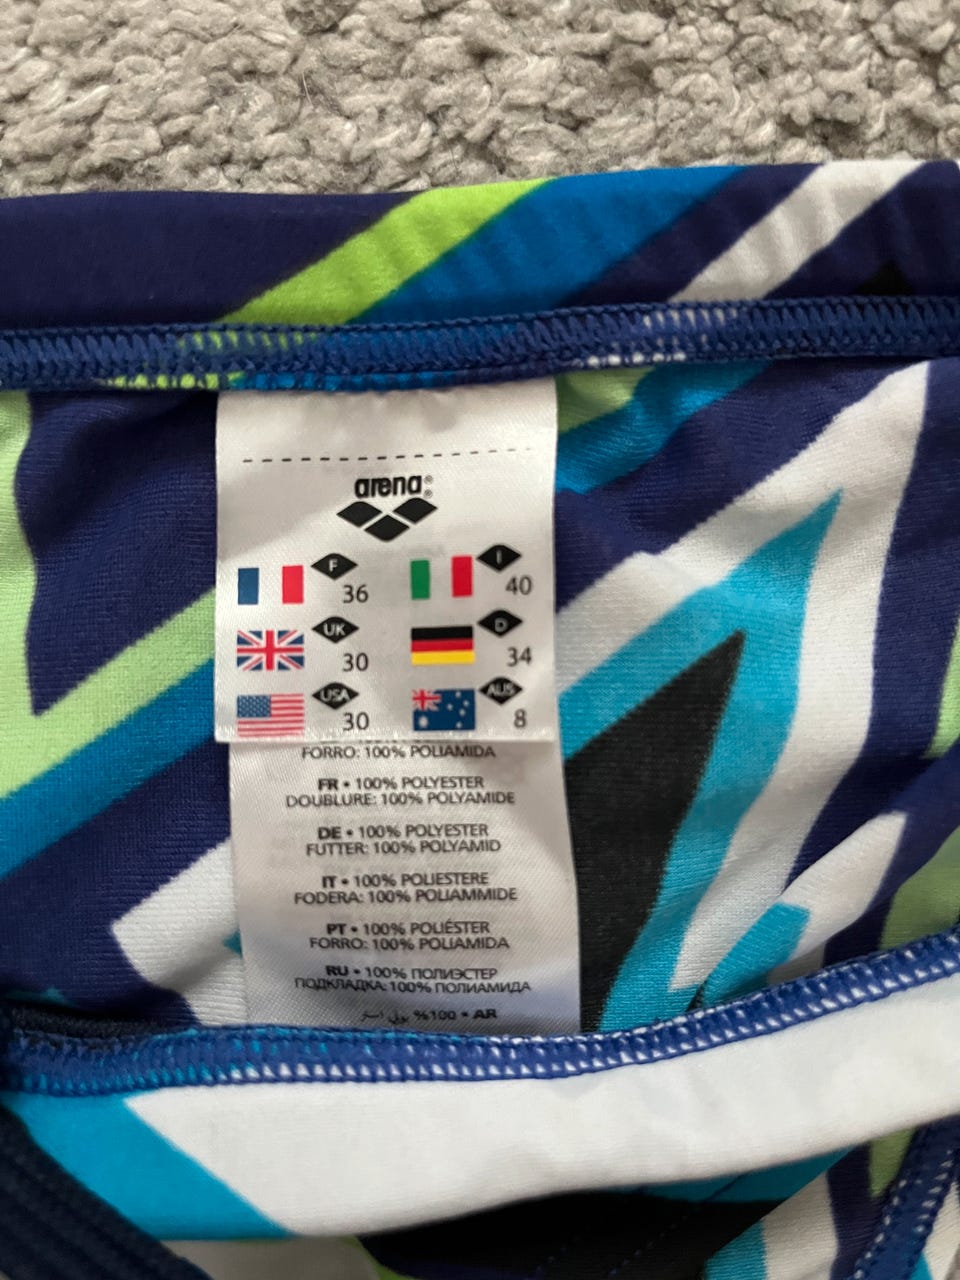 arena®
®
F
36
I
40
UK
30
D
34
USA
30
AUS
8
FORRO: 100% POLIAMIDA
FR • 100% POLYESTER
DOUBLURE: 100% POLYAMIDE
DE • 100% POLYESTER
FUTTER: 100% POLYAMID
IT • 100% POLIESTERE
FODERA: 100% POLIAMMIDE
PT • 100% POLIÉSTER
FORRO: 100% POLIAMIDA
RU • 100% ПОЛИЭСТЕР
ПОДКЛАДКА: 100% ПОЛИАМИДА
AR • %100